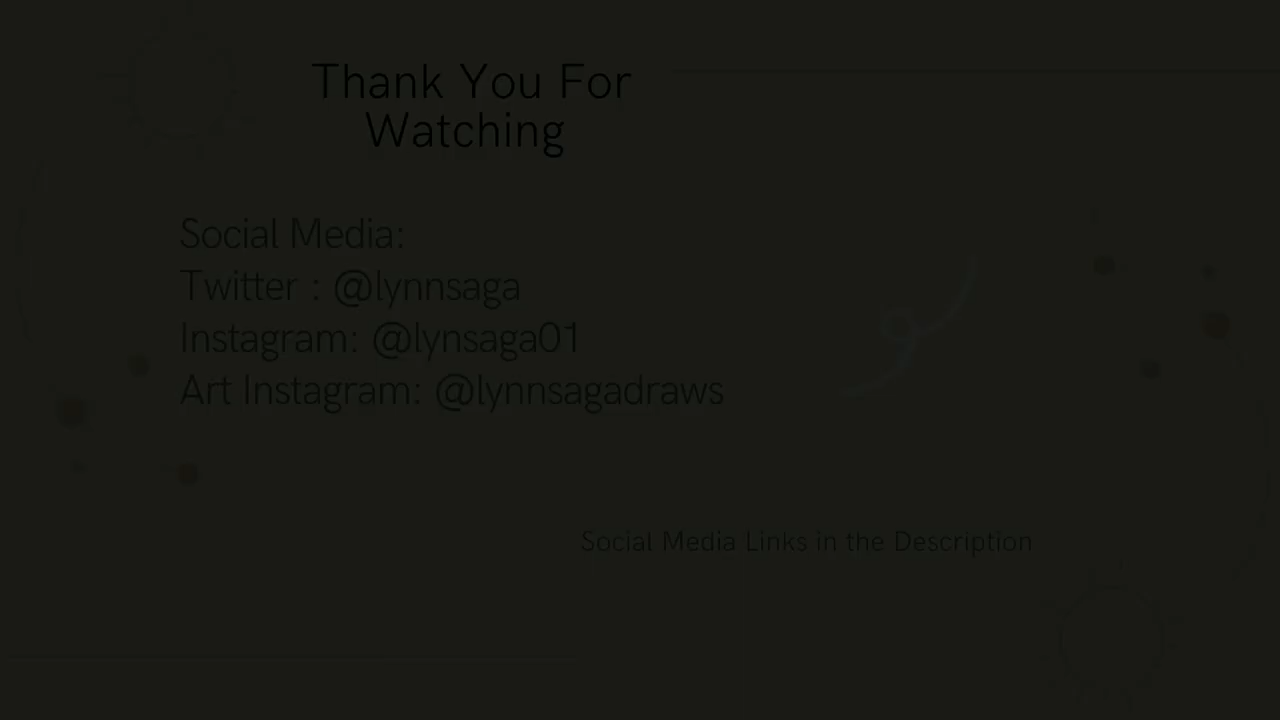 Thank You For
Watching
Social Media:
Twitter : @lynnsaga
Instagram: @lynsaga01
Art Instagram: @lynnsagadraws
Social Media Links in the Description